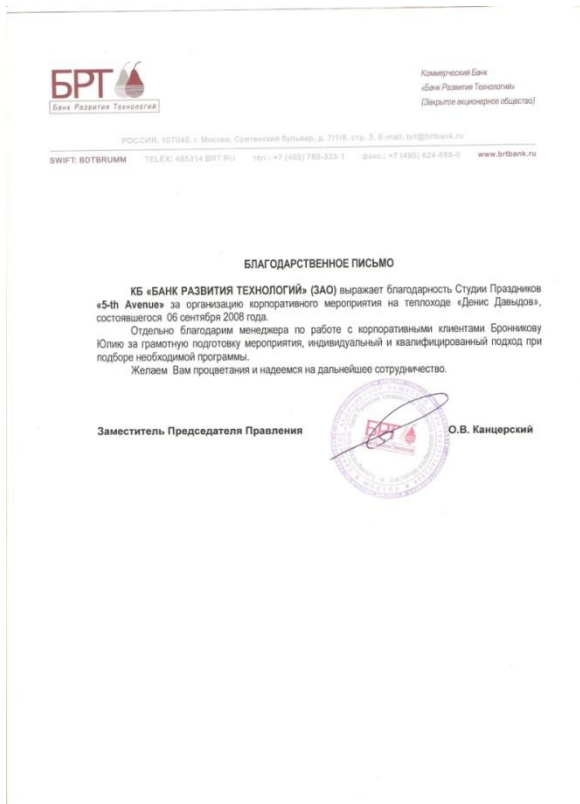 БРТ
Банк Развития Технологий
Коммерческий Банк
«Банк Развития Технологий»
(Закрытое акционерное общество)
РОССИЯ, 107045, г. Москва, Сретенский бульвар, д. 7/1/8, стр. 3, E-mail: brt@brtbank.ru
SWIFT: BDTBRUMM TELEX: 485314 BRT RU тел.: +7 (495) 780-333-1 факс.: +7 (495) 624-688-0 www.brtbank.ru
БЛАГОДАРСТВЕННОЕ ПИСЬМО
КБ «БАНК РАЗВИТИЯ ТЕХНОЛОГИЙ» (ЗАО) выражает благодарность Студии Праздников
«5-th Avenue» за организацию корпоративного мероприятия на теплоходе «Денис Давыдов»,
состоявшегося 06 сентября 2008 года.
Отдельно благодарим менеджера по работе с корпоративными клиентами Бронникову
Юлию за грамотную подготовку мероприятия, индивидуальный и квалифицированный подход при
подборе необходимой программы.
Желаем Вам процветания и надеемся на дальнейшее сотрудничество.
Заместитель Председателя Правления О.В. Канцерский
БРТ